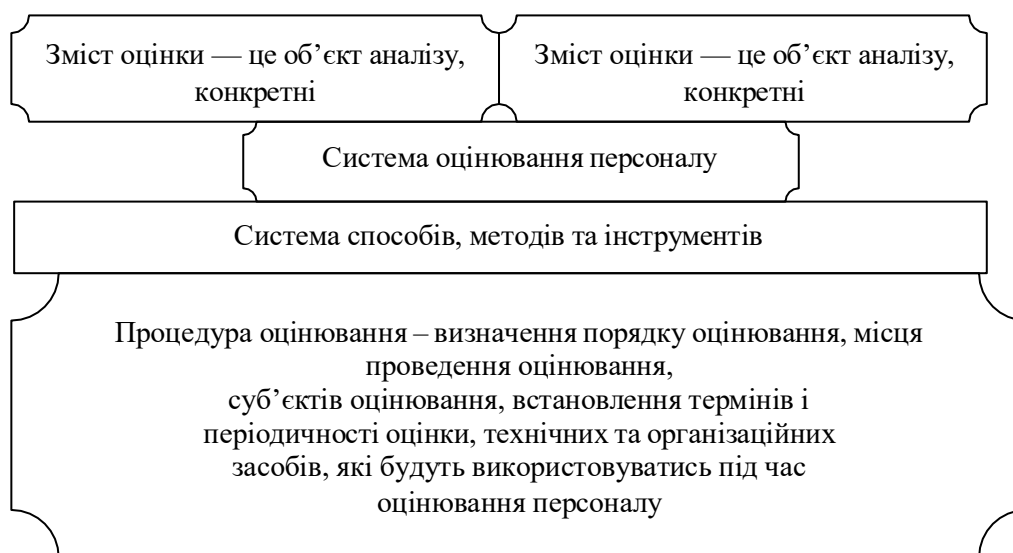 Зміст оцінки — це об’єкт аналізу,
конкретні
Зміст оцінки — це об’єкт аналізу,
конкретні
Система оцінювання персоналу
Система способів, методів та інструментів
Процедура оцінювання – визначення порядку оцінювання, місця
проведення оцінювання,
суб’єктів оцінювання, встановлення термінів і
періодичності оцінки, технічних та організаційних
засобів, які будуть використовуватись під час
оцінювання персоналу